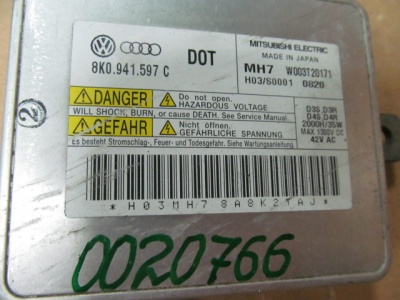 DOT
8K0.941.597 C
MITSUBISHI ELECTRIC
MADE IN JAPAN
MH7 W003T20171
H03/S0001 0820
DANGER Do not open.
HAZARDOUS VOLTAGE
WILL SHOCK, BURN, or cause DEATH. See Service Manual.
GEFAHR Nicht öffnen.
GEFÄHRLICHE SPANNUNG
Es besteht Stromschlag-, Feuer- und Todesgefahr. Siehe Wartungsanleitung.
D3S, D3R
D4S, D4R
2000H/35W
MAX 1300V DC
42V AC
*H03MH78A8K2TAJ*
2
0020766